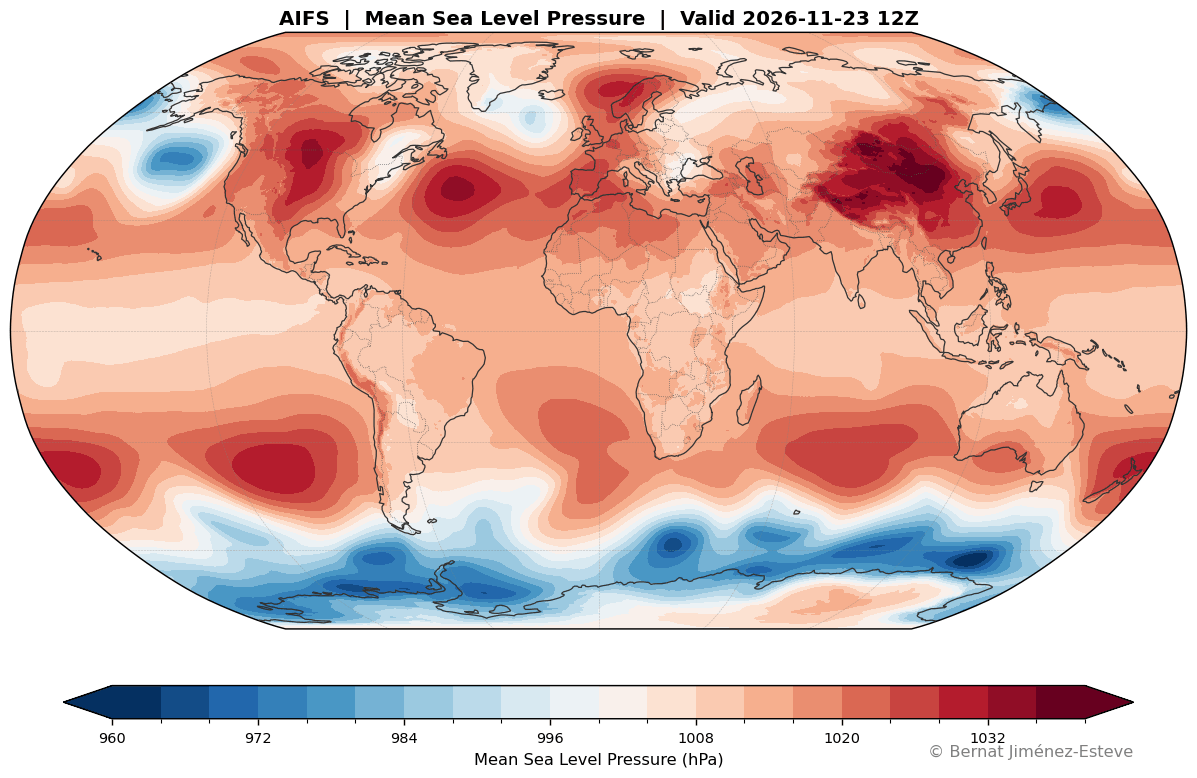 AIFS | Mean Sea Level Pressure | Valid 2026-11-23 12Z
960 972 984 996 1008 1020 1032
Mean Sea Level Pressure (hPa)
© Bernat Jiménez-Esteve